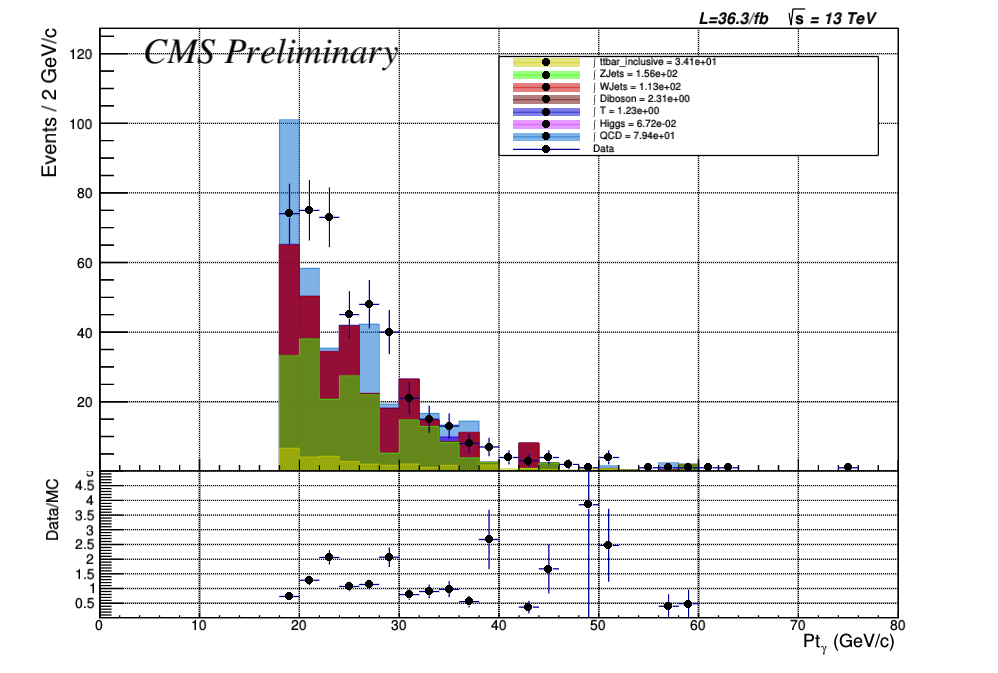 L=36.3/fb √s = 13 TeV
CMS Preliminary
Events / 2 GeV/c
120
100
80
60
40
20
∫ ttbar_inclusive = 3.41e+01
∫ ZJets = 1.56e+02
∫ WJets = 1.13e+02
∫ Diboson = 2.31e+00
∫ T = 1.23e+00
∫ Higgs = 6.72e-02
∫ QCD = 7.94e+01
Data
Data/MC
5
4.5
4
3.5
3
2.5
2
1.5
1
0.5
0 10 20 30 40 50 60 70 80
Ptγ (GeV/c)